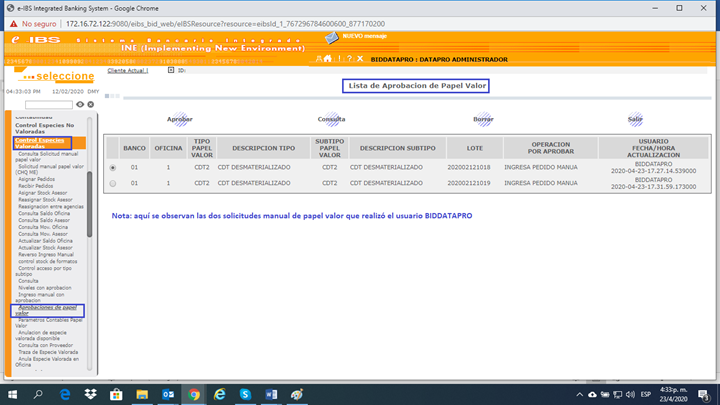 e-IBS Integrated Banking System - Google Chrome
No seguro | 172.16.72.122:9080/eibs_bid_web/eIBSResource?resource=eibsId_1_767296784600600_877170200
e IBS Sistema Bancario Integrado
INE (Implementing New Environment)
NUEVO mensaje
BIDDATAPRO : DATAPRO ADMINISTRADOR
...seleccione
04:33:03 PM 12/02/2020 DMY
Cliente Actual | ID:
Lista de Aprobacion de Papel Valor
Aprobar Consulta Borrar Salir
BANCO OFICINA TIPO PAPEL VALOR DESCRIPCION TIPO SUBTIPO PAPEL VALOR DESCRIPCION SUBTIPO LOTE OPERACION POR APROBAR USUARIO FECHA/HORA ACTUALIZACION
01 1 CDT2 CDT DESMATERIALIZADO CDT2 CDT DESMATERIALIZADO 202002121018 INGRESA PEDIDO MANUA BIDDATAPRO 2020-04-23-17.27.14.539000
01 1 CDT2 CDT DESMATERIALIZADO CDT2 CDT DESMATERIALIZADO 202002121019 INGRESA PEDIDO MANUA BIDDATAPRO 2020-04-23-17.31.59.173000
Nota: aquí se observan las dos solicitudes manual de papel valor que realizó el usuario BIDDATAPRO
Contabilidad
Control Especies No
Valoradas
Control Especies
Valoradas
Consulta Solicitud manual
papel valor
Solicitud manual papel valor
(CHQ ME)
Asignar Pedidos
Recibir Pedidos
Asignar Stock Asesor
Reasignar Stock Asesor
Reasignacion entre agencias
Consulta Saldo Oficina
Consulta Saldo Asesor
Consulta Mov. Oficina
Consulta Mov. Asesor
Actualizar Saldo Oficina
Actualizar Stock Asesor
Reverso Ingreso Manual
control stock de formatos
Control acceso por tipo
subtipo
Consulta
Niveles con aprobacion
Ingreso manual con
aprobacion
Aprobaciones de papel
valor
Parametros Contables Papel
Valor
Anulacion de especie
valorada disponible
Consulta con Proveedor
Traza de Especie Valorada
Anula Especie Valorada en
Oficina
ESP
4:33 p. m.
23/4/2020